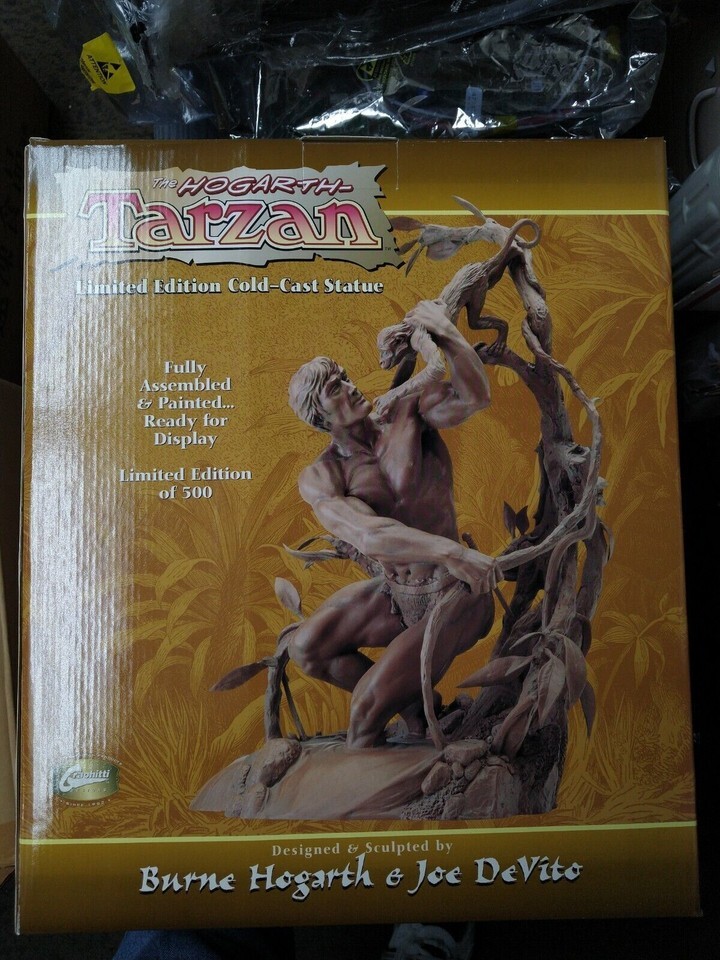 ATTENTION
The HOGARTH
Tarzan
Limited Edition Cold-Cast Statue
Fully
Assembled
& Painted...
Ready for
Display
Limited Edition
of 500
Graphitti
Designed & Sculpted by
Burne Hogarth & Joe DeVito